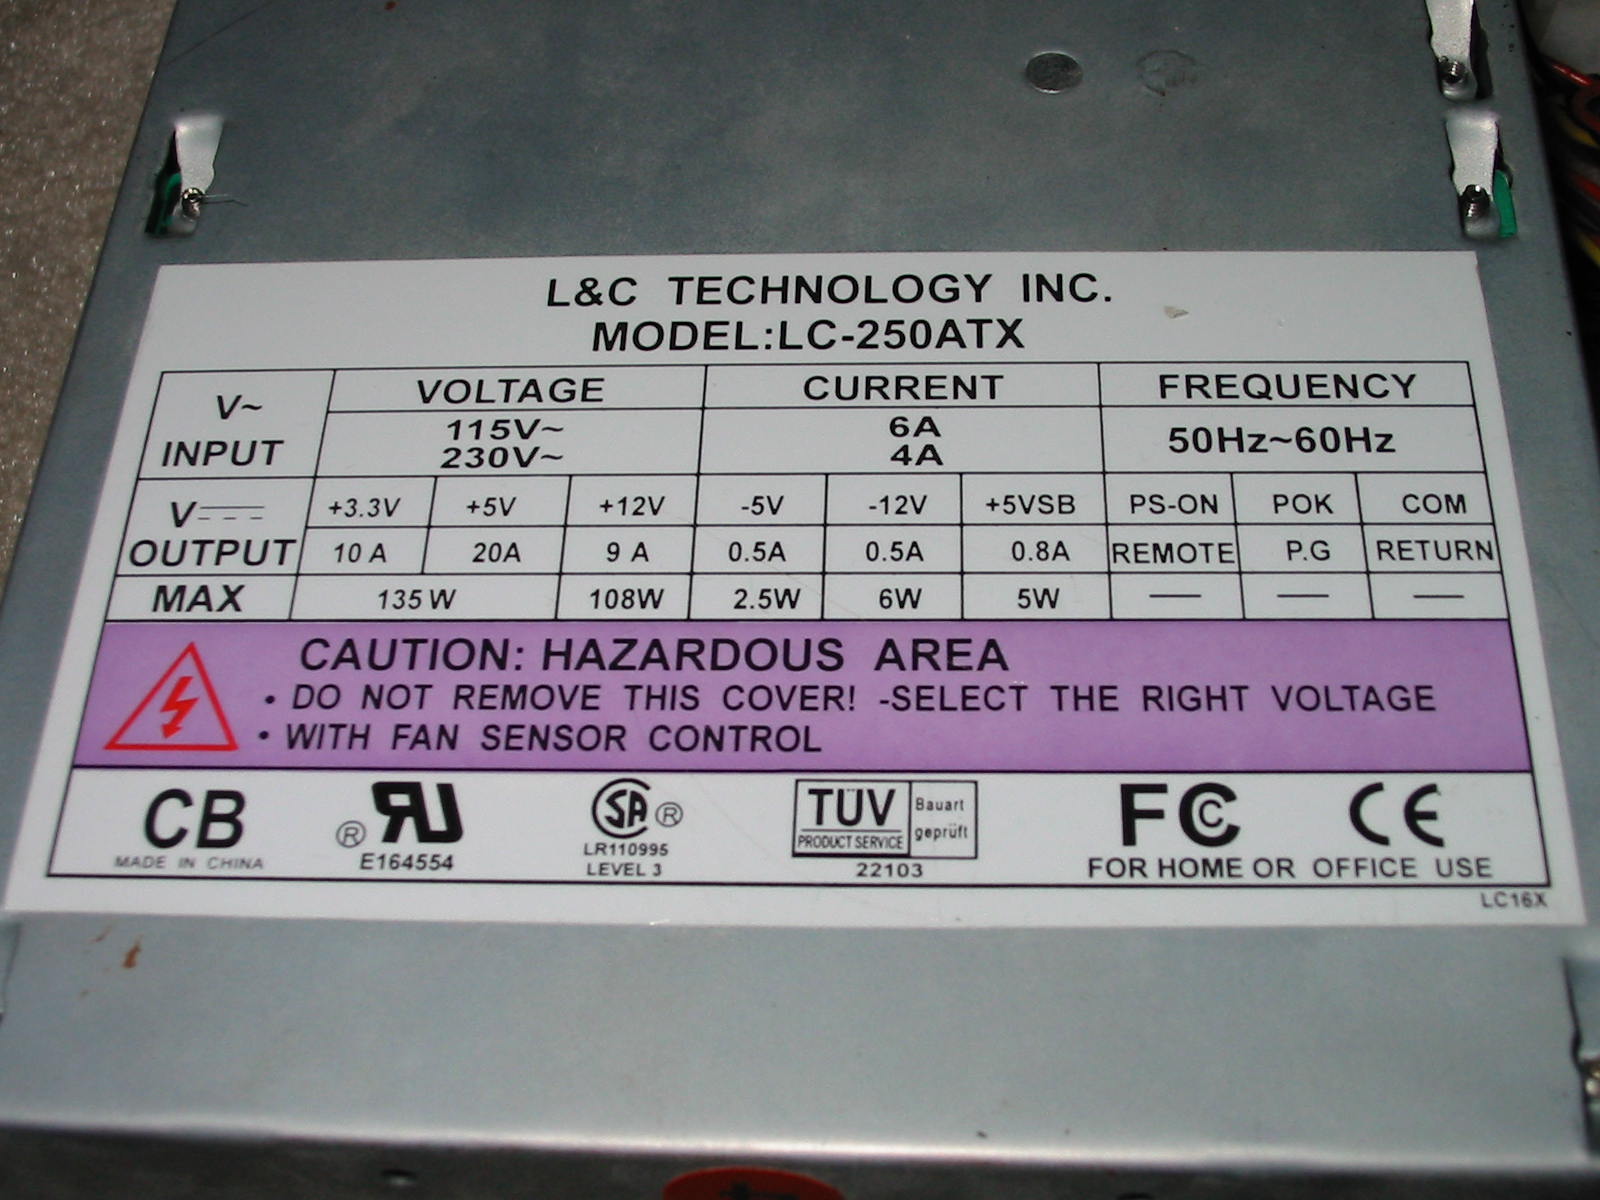 L&C TECHNOLOGY INC.
MODEL:LC-250ATX
V~ INPUT VOLTAGE CURRENT FREQUENCY
115V~ 6A 50Hz~60Hz
230V~ 4A
V OUTPUT +3.3V +5V +12V -5V -12V +5VSB PS-ON POK COM
10 A 20A 9 A 0.5A 0.5A 0.8A REMOTE P.G RETURN
MAX 135 W 108W 2.5W 6W 5W — — —
CAUTION: HAZARDOUS AREA
• DO NOT REMOVE THIS COVER! -SELECT THE RIGHT VOLTAGE
• WITH FAN SENSOR CONTROL
CB
MADE IN CHINA
® RU
E164554
SA ®
LR110995
LEVEL 3
TÜV
PRODUCT SERVICE
Bauart
geprüft
22103
FC CE
FOR HOME OR OFFICE USE
LC16X